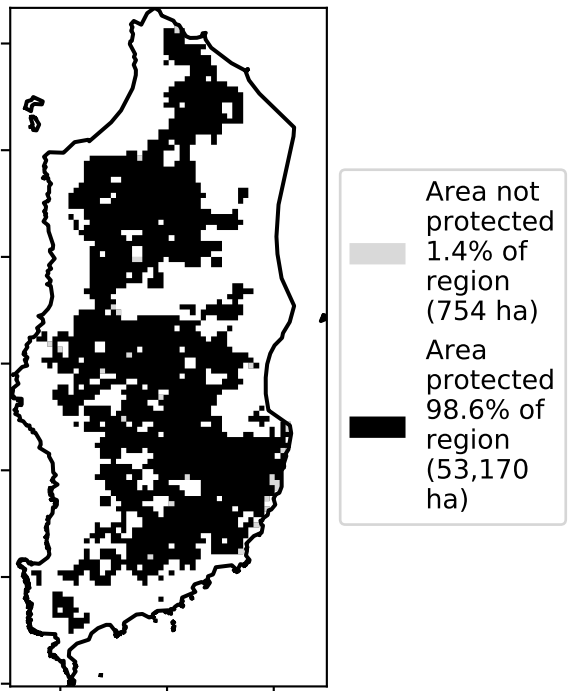 Area not
protected
1.4% of
region
(754 ha)
Area
protected
98.6% of
region
(53,170
ha)